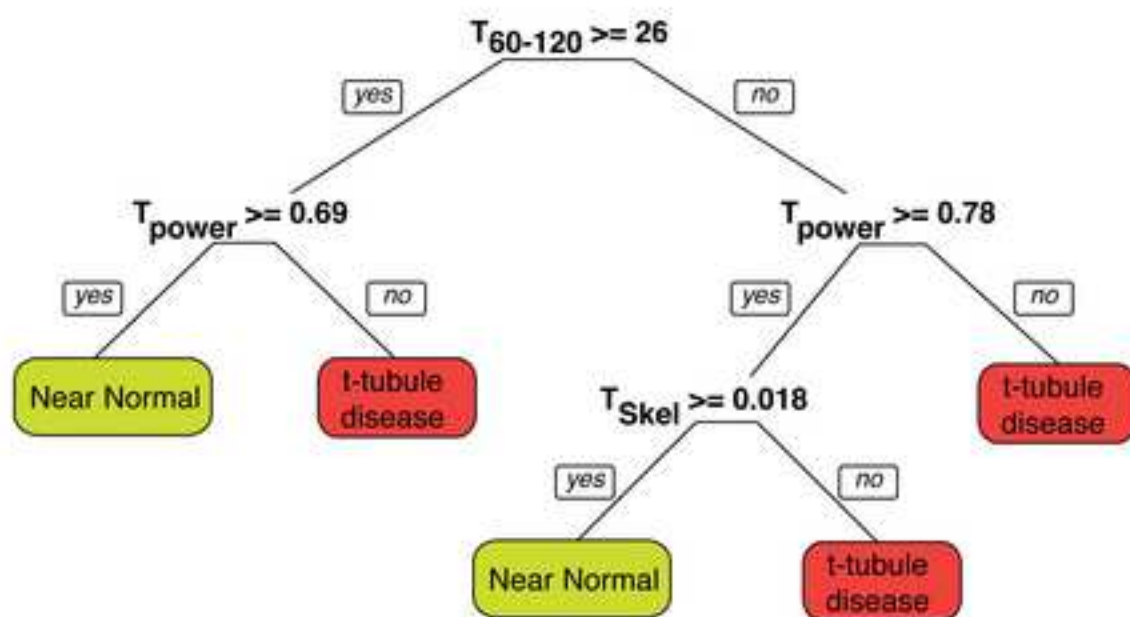 T60-120 >= 26
yes
no
Tpower >= 0.69
Tpower >= 0.78
yes
no
yes
no
Near Normal
t-tubule
disease
TSkel >= 0.018
t-tubule
disease
yes
no
Near Normal
t-tubule
disease